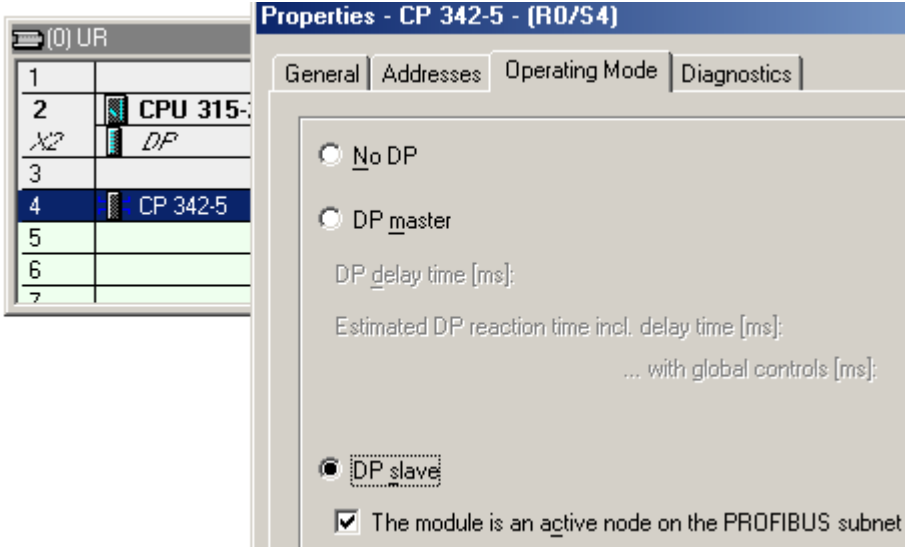 (0) UR
1
2 CPU 315-
X2 DP
3
4 CP 342-5
5
6
7
Properties - CP 342-5 - (R0/S4)
General Addresses Operating Mode Diagnostics
No DP
DP master
DP delay time [ms]:
Estimated DP reaction time incl. delay time [ms]:
... with global controls [ms]:
DP slave
The module is an active node on the PROFIBUS subnet